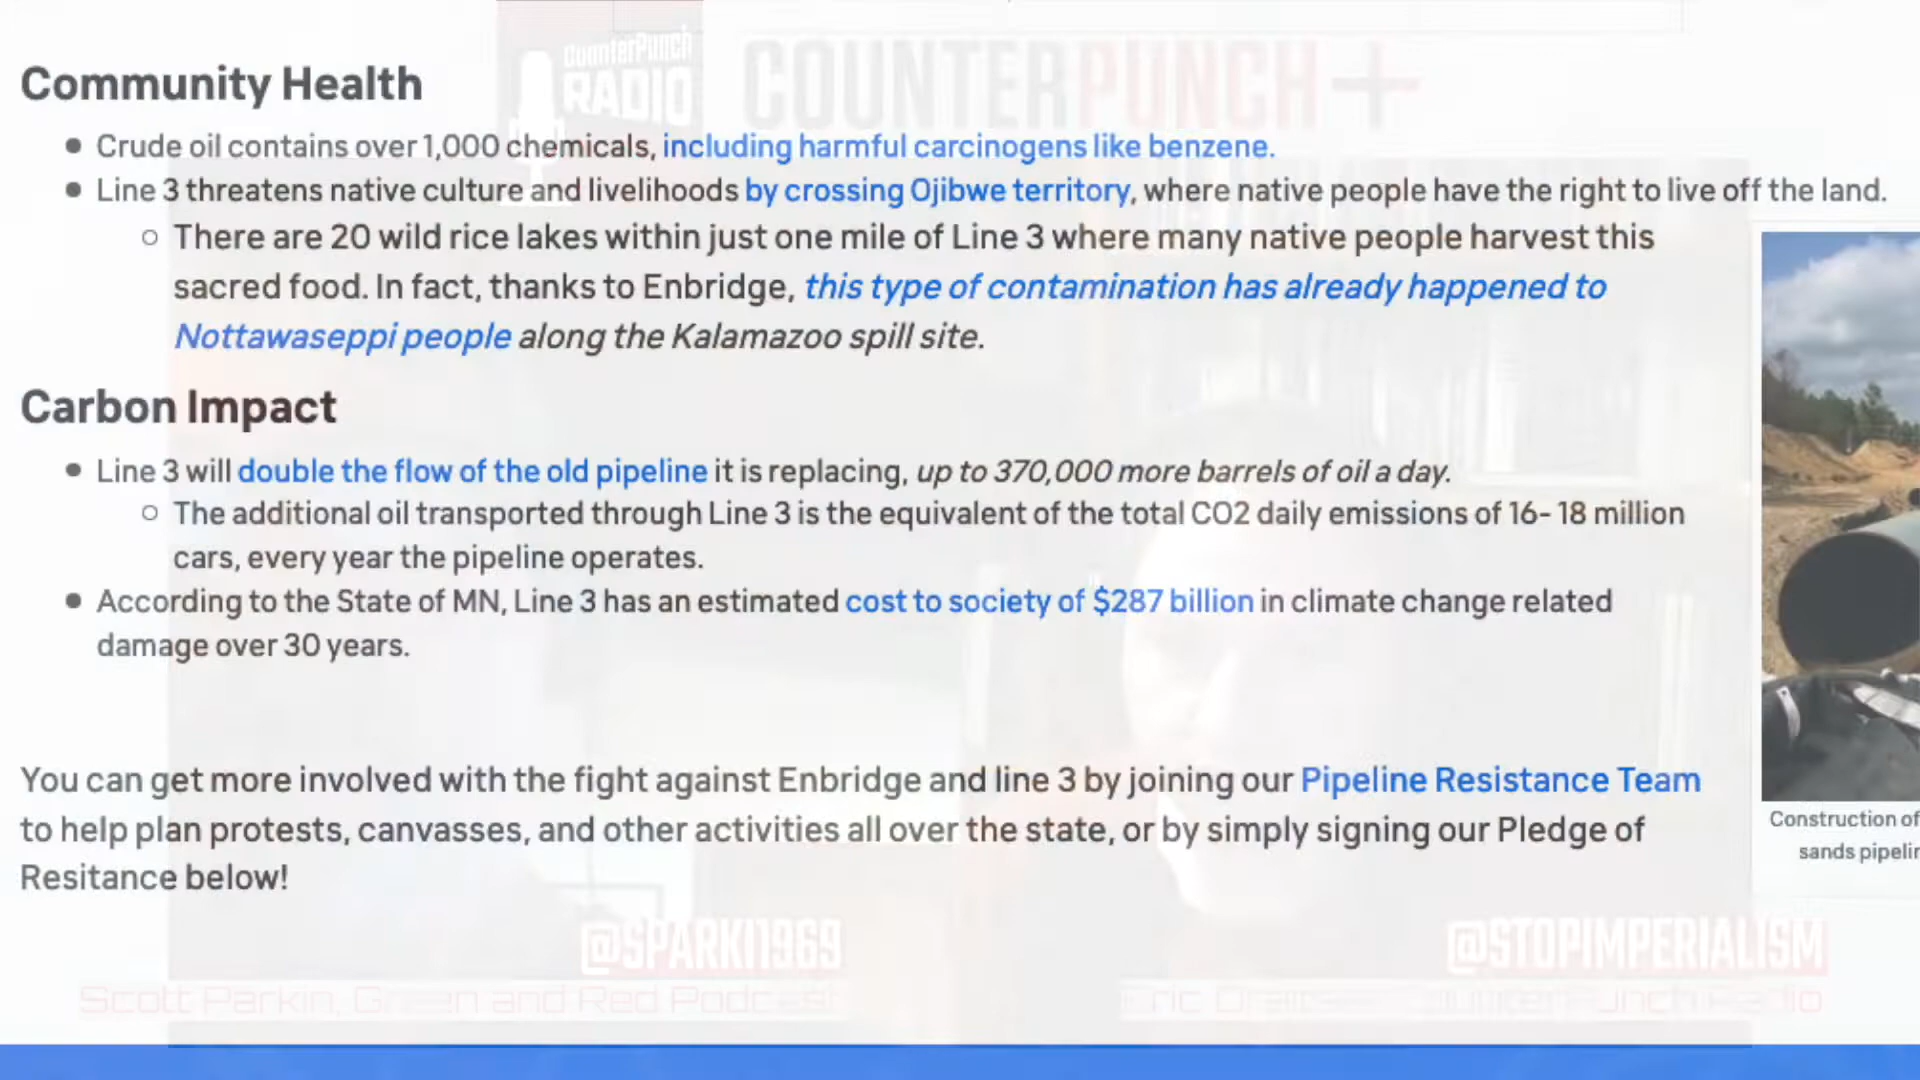 CounterPunch
RADIO
COUNTERPUNCH+
Community Health
Crude oil contains over 1,000 chemicals, including harmful carcinogens like benzene.
Line 3 threatens native culture and livelihoods by crossing Ojibwe territory, where native people have the right to live off the land.
There are 20 wild rice lakes within just one mile of Line 3 where many native people harvest this
sacred food. In fact, thanks to Enbridge, this type of contamination has already happened to
Nottawaseppi people along the Kalamazoo spill site.
Carbon Impact
Line 3 will double the flow of the old pipeline it is replacing, up to 370,000 more barrels of oil a day.
The additional oil transported through Line 3 is the equivalent of the total CO2 daily emissions of 16- 18 million
cars, every year the pipeline operates.
According to the State of MN, Line 3 has an estimated cost to society of $287 billion in climate change related
damage over 30 years.
You can get more involved with the fight against Enbridge and line 3 by joining our Pipeline Resistance Team
to help plan protests, canvasses, and other activities all over the state, or by simply signing our Pledge of
Resitance below!
Construction of
sands pipelin
@SPARKI1969
@STOPIMPERIALISM
Scott Parkin, Green and Red Podcast
Eric Draitser, CounterPunch Radio